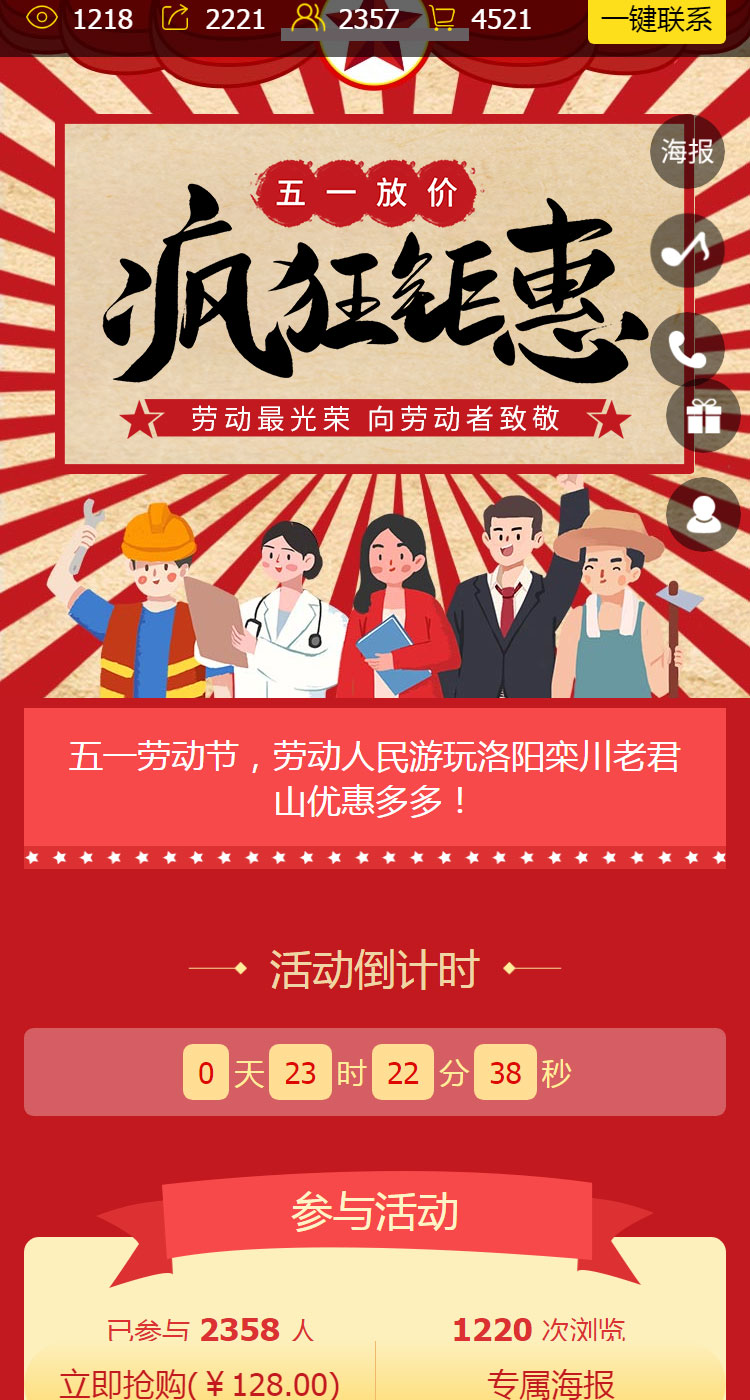 1218 2221 2357 4521 一键联系
海报
五一放价
疯狂钜惠
劳动最光荣 向劳动者致敬
五一劳动节，劳动人民游玩洛阳栾川老君
山优惠多多！
活动倒计时
0 天 23 时 22 分 38 秒
参与活动
已参与 2358 人 1220 次浏览
立即抢购(￥128.00) 专属海报